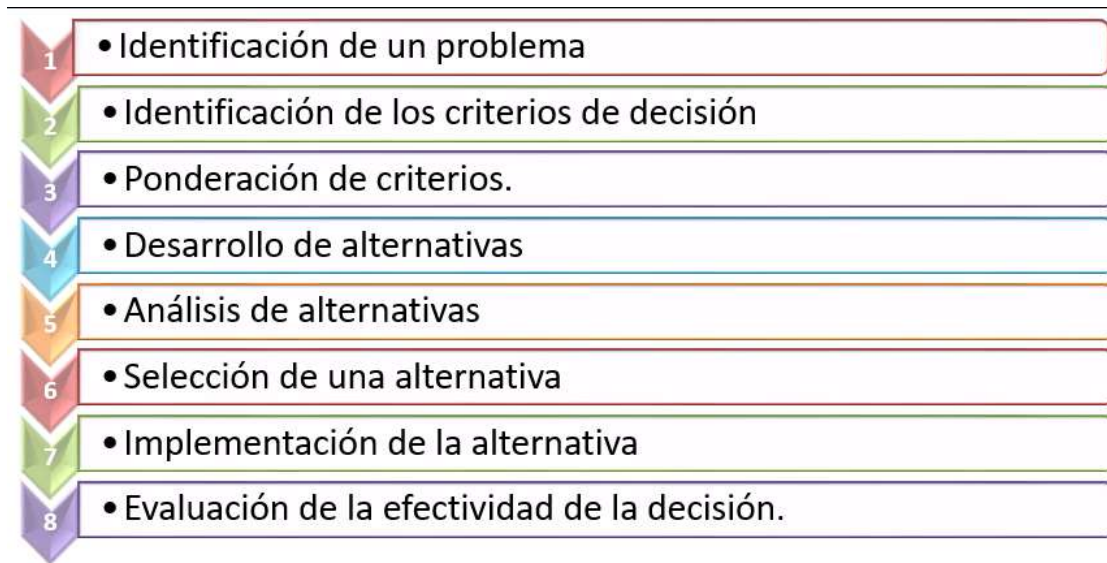 1 • Identificación de un problema
2 • Identificación de los criterios de decisión
3 • Ponderación de criterios.
4 • Desarrollo de alternativas
5 • Análisis de alternativas
6 • Selección de una alternativa
7 • Implementación de la alternativa
8 • Evaluación de la efectividad de la decisión.